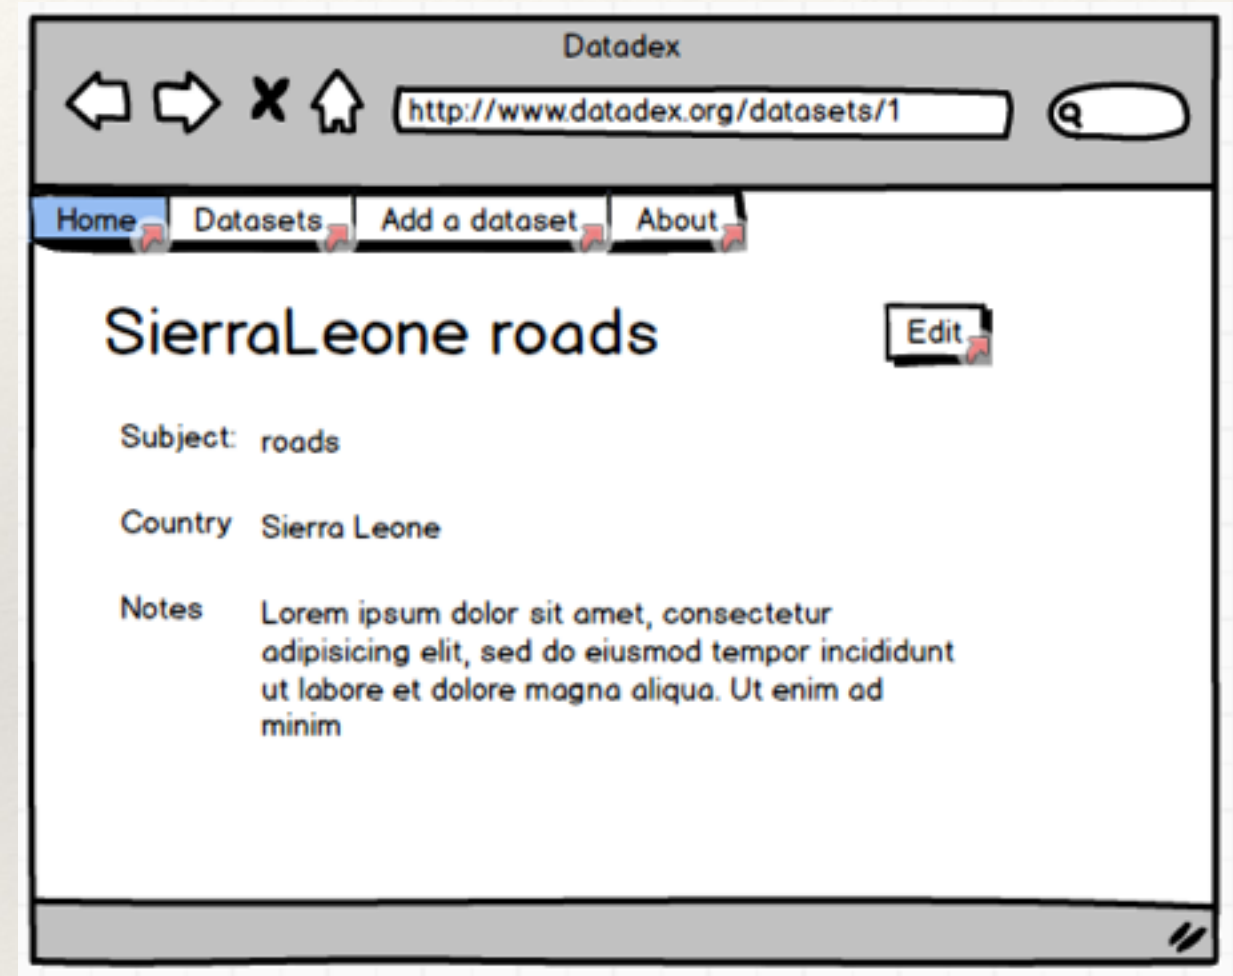 Datadex
http://www.datadex.org/datasets/1
Home Datasets Add a dataset About
SierraLeone roads
Edit
Subject: roads
Country Sierra Leone
Notes Lorem ipsum dolor sit amet, consectetur
adipisicing elit, sed do eiusmod tempor incididunt
ut labore et dolore magna aliqua. Ut enim ad
minim